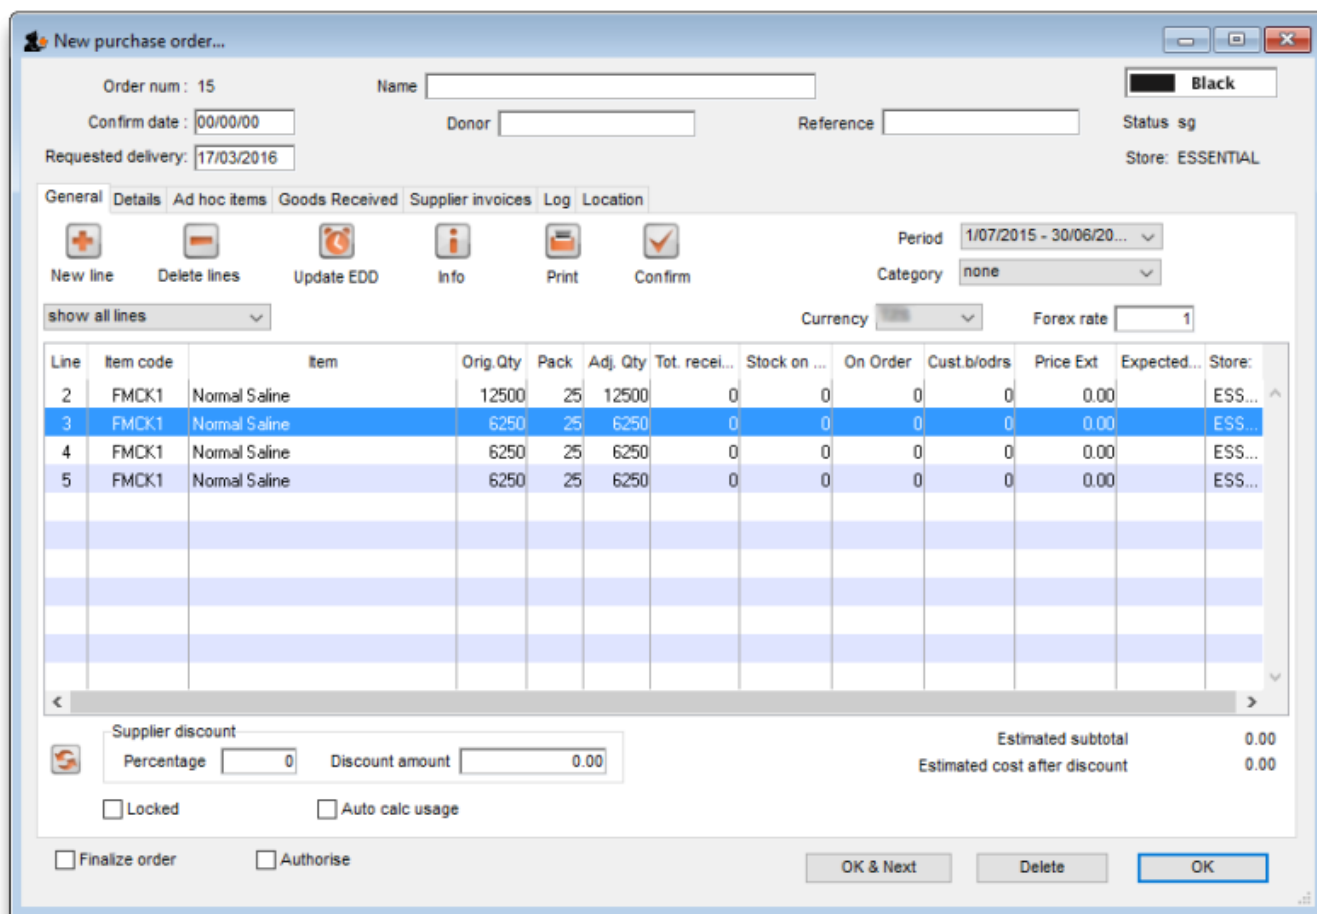 New purchase order...
Order num : 15 Name Black
Confirm date : 00/00/00 Donor Reference Status sg
Requested delivery: 17/03/2016 Store: ESSENTIAL
General Details Ad hoc items Goods Received Supplier invoices Log Location
New line Delete lines Update EDD Info Print Confirm
Period 1/07/2015 - 30/06/20...
Category none
show all lines Currency Forex rate 1
Line Item code Item Orig.Qty Pack Adj. Qty Tot. recei... Stock on ... On Order Cust.b/odrs Price Ext Expected... Store:
2 FMCK1 Normal Saline 12500 25 12500 0 0 0 0 0.00 ESS...
3 FMCK1 Normal Saline 6250 25 6250 0 0 0 0 0.00 ESS...
4 FMCK1 Normal Saline 6250 25 6250 0 0 0 0 0.00 ESS...
5 FMCK1 Normal Saline 6250 25 6250 0 0 0 0 0.00 ESS...
Supplier discount
Percentage 0 Discount amount 0.00
Estimated subtotal 0.00
Estimated cost after discount 0.00
Locked Auto calc usage
Finalize order Authorise OK & Next Delete OK